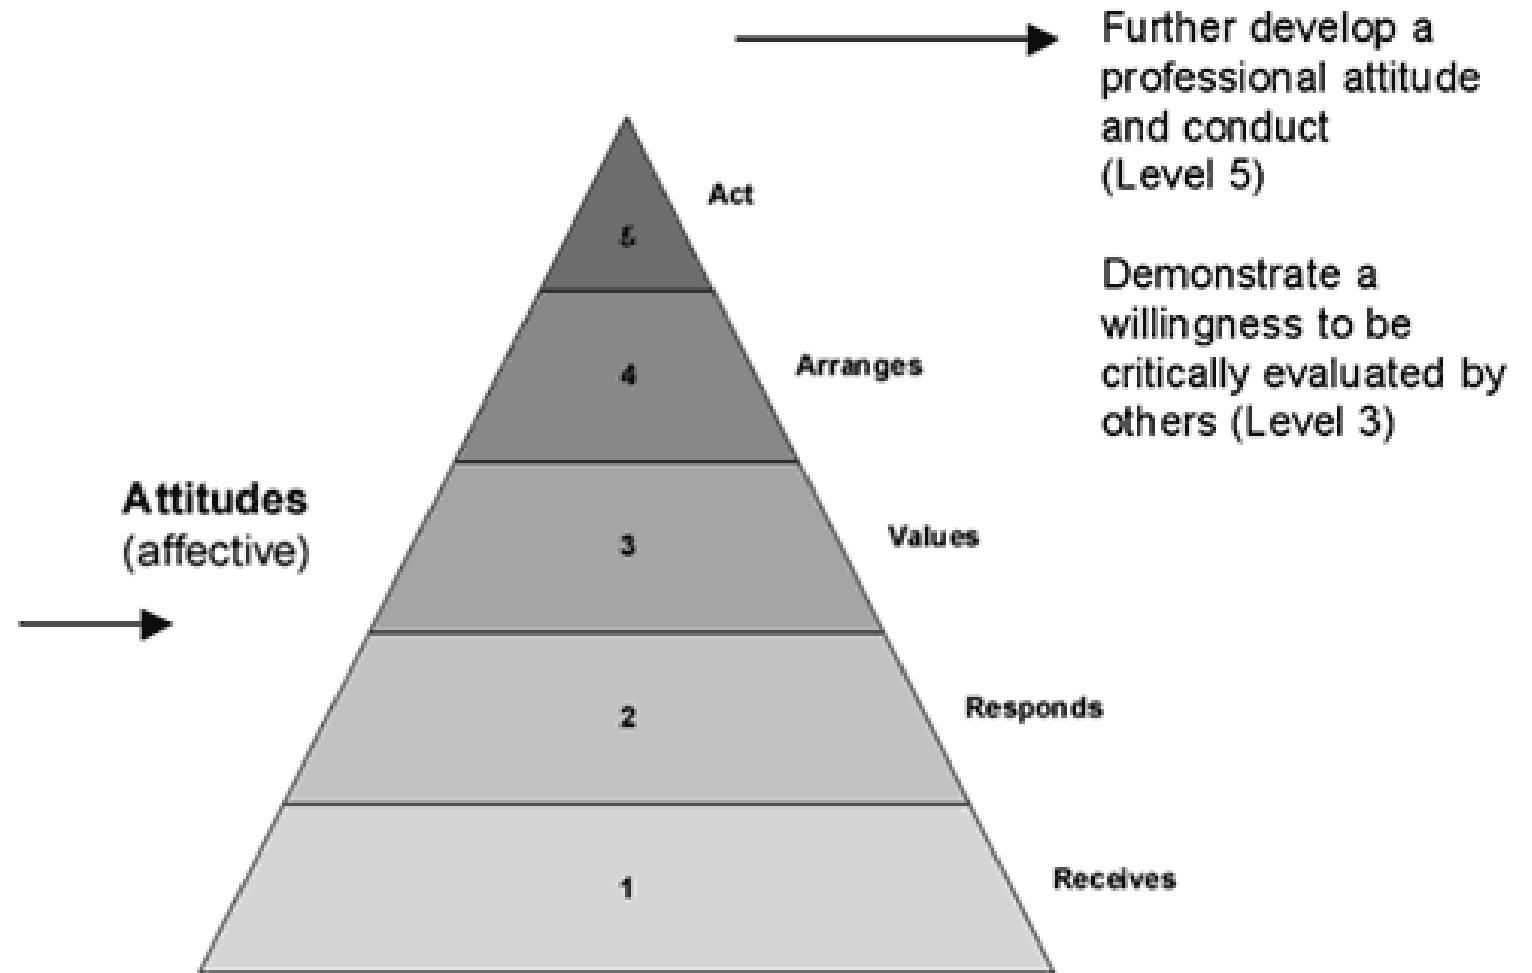 Further develop a
professional attitude
and conduct
(Level 5)
Act
5
Demonstrate a
willingness to be
critically evaluated by
others (Level 3)
4
Arranges
Attitudes
(affective)
3
Values
2
Responds
1
Receives